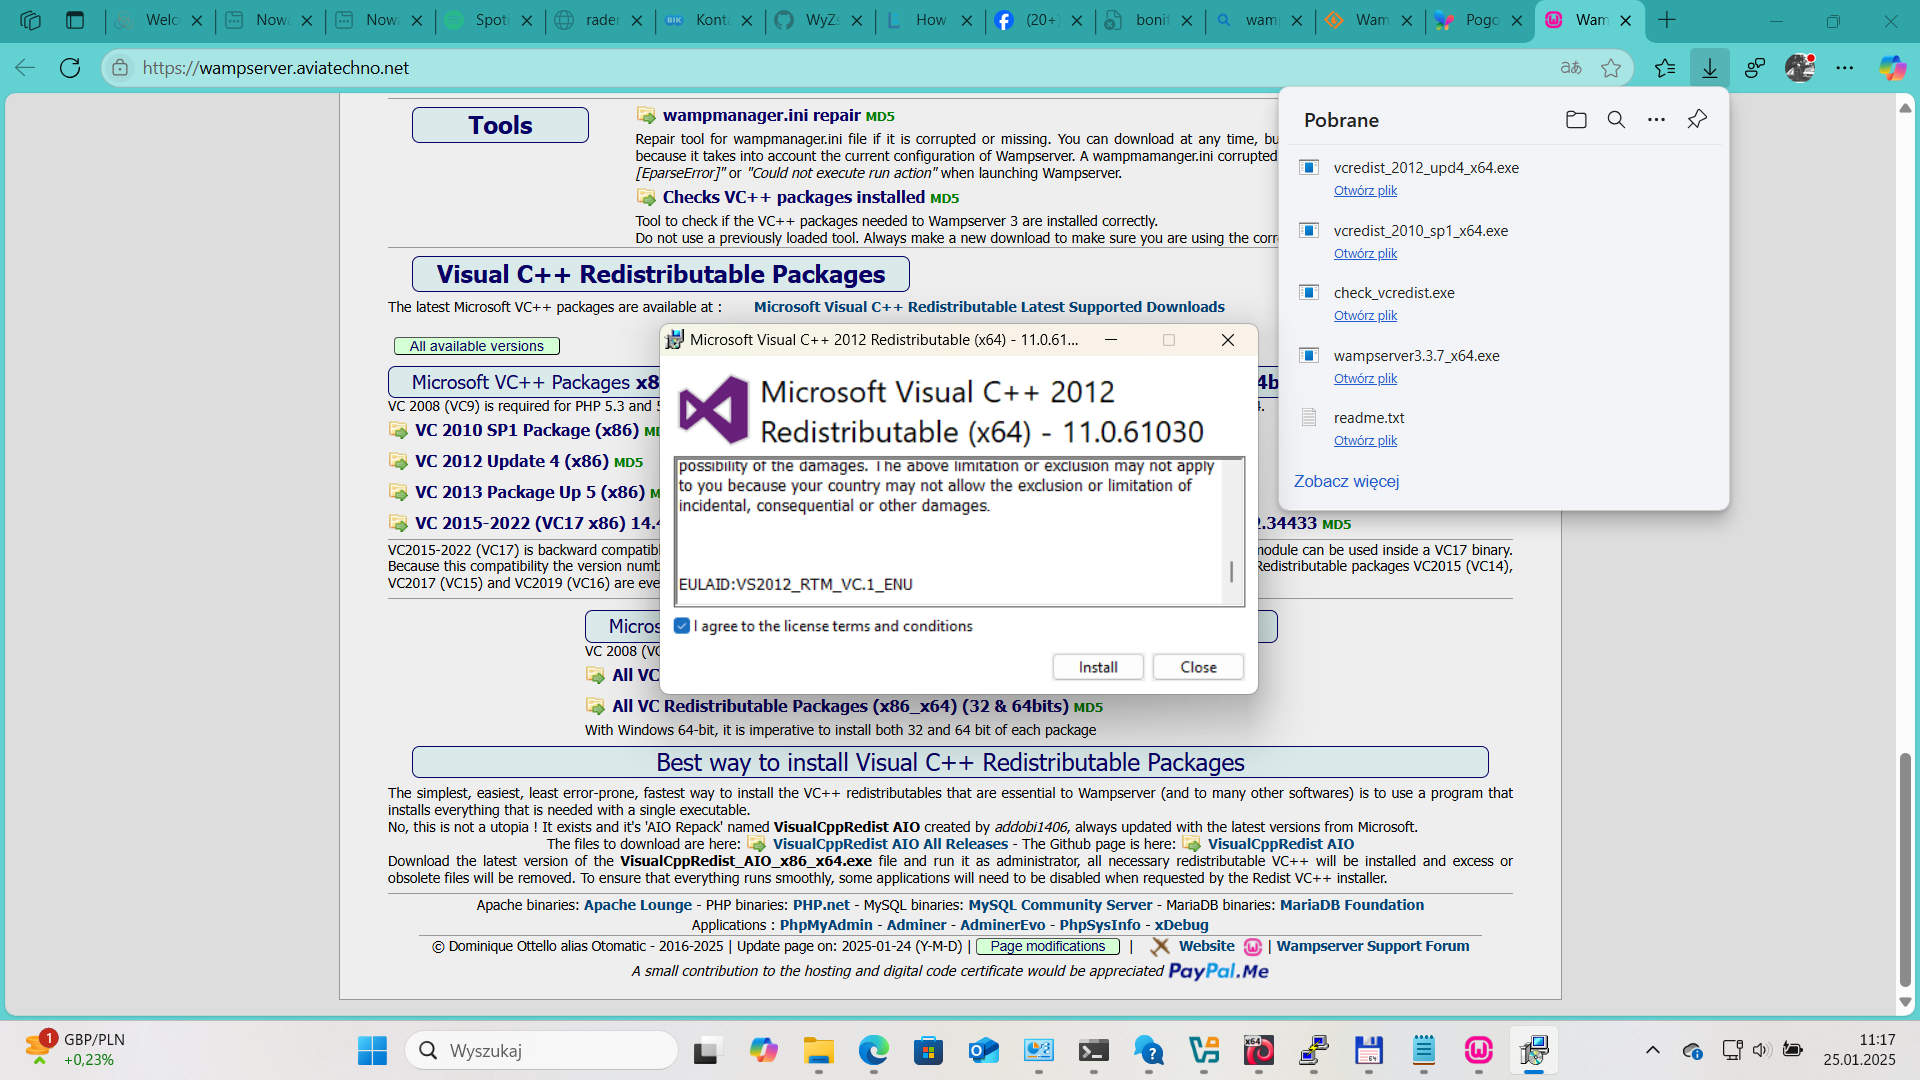 Welc
Nowa
Nowa
Spoti
rader
Konta
WyZs
How
(20+)
bonif
wamp
Wam
Pogo
Wam
https://wampserver.aviatechno.net
Tools
wampmanager.ini repair MD5
Repair tool for wampmanager.ini file if it is corrupted or missing. You can download at any time, bu
because it takes into account the current configuration of Wampserver. A wampmamanger.ini corrupted
[EparseError]" or "Could not execute run action" when launching Wampserver.
Checks VC++ packages installed MD5
Tool to check if the VC++ packages needed to Wampserver 3 are installed correctly.
Do not use a previously loaded tool. Always make a new download to make sure you are using the corr
Pobrane
vcredist_2012_upd4_x64.exe
Otwórz plik
vcredist_2010_sp1_x64.exe
Otwórz plik
check_vcredist.exe
Otwórz plik
wampserver3.3.7_x64.exe
Otwórz plik
readme.txt
Otwórz plik
Zobacz więcej
Visual C++ Redistributable Packages
The latest Microsoft VC++ packages are available at : Microsoft Visual C++ Redistributable Latest Supported Downloads
All available versions
Microsoft VC++ Packages x8
4b
VC 2008 (VC9) is required for PHP 5.3 and 5
4.
VC 2010 SP1 Package (x86) M
VC 2012 Update 4 (x86) MD5
VC 2013 Package Up 5 (x86) M
VC 2015-2022 (VC17 x86) 14.4
2.34433 MD5
VC2015-2022 (VC17) is backward compatibl
module can be used inside a VC17 binary.
Because this compatibility the version numb
Redistributable packages VC2015 (VC14),
VC2017 (VC15) and VC2019 (VC16) are eve
Microsoft Visual C++ 2012 Redistributable (x64) - 11.0.61...
Microsoft Visual C++ 2012
Redistributable (x64) - 11.0.61030
possibility of the damages. The above limitation or exclusion may not apply
to you because your country may not allow the exclusion or limitation of
incidental, consequential or other damages.
EULAID:VS2012_RTM_VC.1_ENU
I agree to the license terms and conditions
Install
Close
Micros
VC 2008 (VC
All VC
All VC Redistributable Packages (x86_x64) (32 & 64bits) MD5
With Windows 64-bit, it is imperative to install both 32 and 64 bit of each package
Best way to install Visual C++ Redistributable Packages
The simplest, easiest, least error-prone, fastest way to install the VC++ redistributables that are essential to Wampserver (and to many other softwares) is to use a program that
installs everything that is needed with a single executable.
No, this is not a utopia ! It exists and it's 'AIO Repack' named VisualCppRedist AIO created by addobi1406, always updated with the latest versions from Microsoft.
The files to download are here: VisualCppRedist AIO All Releases - The Github page is here: VisualCppRedist AIO
Download the latest version of the VisualCppRedist_AIO_x86_x64.exe file and run it as administrator, all necessary redistributable VC++ will be installed and excess or
obsolete files will be removed. To ensure that everything runs smoothly, some applications will need to be disabled when requested by the Redist VC++ installer.
Apache binaries: Apache Lounge - PHP binaries: PHP.net - MySQL binaries: MySQL Community Server - MariaDB binaries: MariaDB Foundation
Applications : PhpMyAdmin - Adminer - AdminerEvo - PhpSysInfo - xDebug
© Dominique Ottello alias Otomatic - 2016-2025 | Update page on: 2025-01-24 (Y-M-D) | Page modifications | Website | Wampserver Support Forum
A small contribution to the hosting and digital code certificate would be appreciated PayPal.Me
1
GBP/PLN
+0,23%
Wyszukaj
11:17
25.01.2025